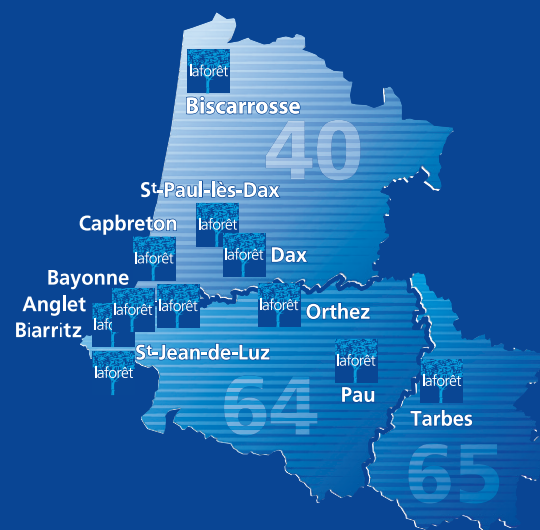 laforêt
Biscarrosse
40
St-Paul-lès-Dax
laforêt
Capbreton
laforêt
laforêt
Dax
Bayonne
laforêt
laforêt
laforêt
Anglet
laf
Orthez
Biarritz
St-Jean-de-Luz
laforêt
laforêt
laforêt
Pau
64
Tarbes
65